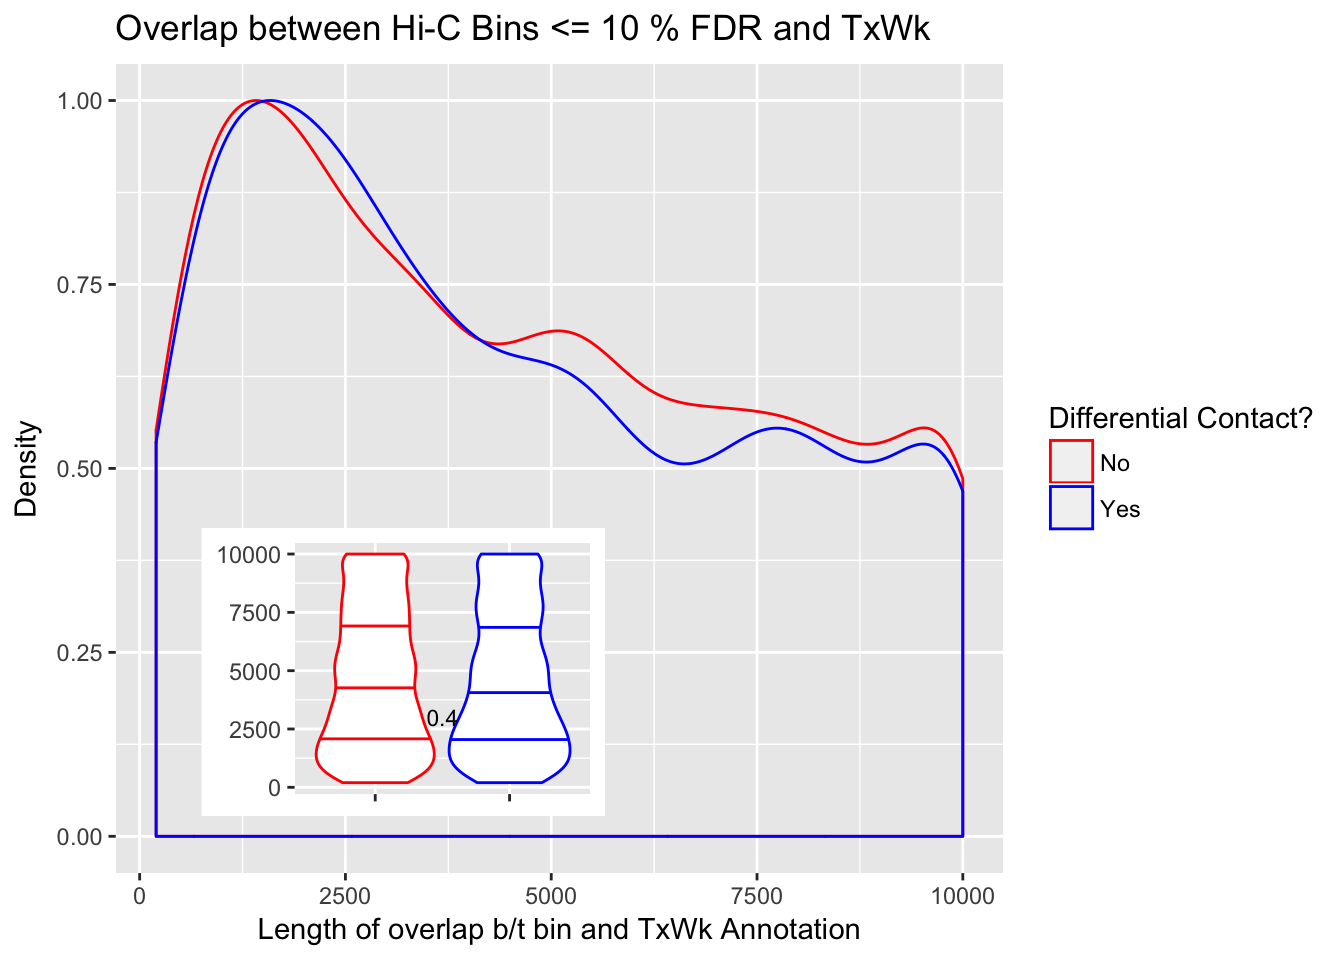 Overlap between Hi-C Bins <= 10 % FDR and TxWk
1.00
0.75
0.50
0.25
0.00
Density
10000
7500
5000
2500
0
0.4
0 2500 5000 7500 10000
Length of overlap b/t bin and TxWk Annotation
Differential Contact?
No
Yes